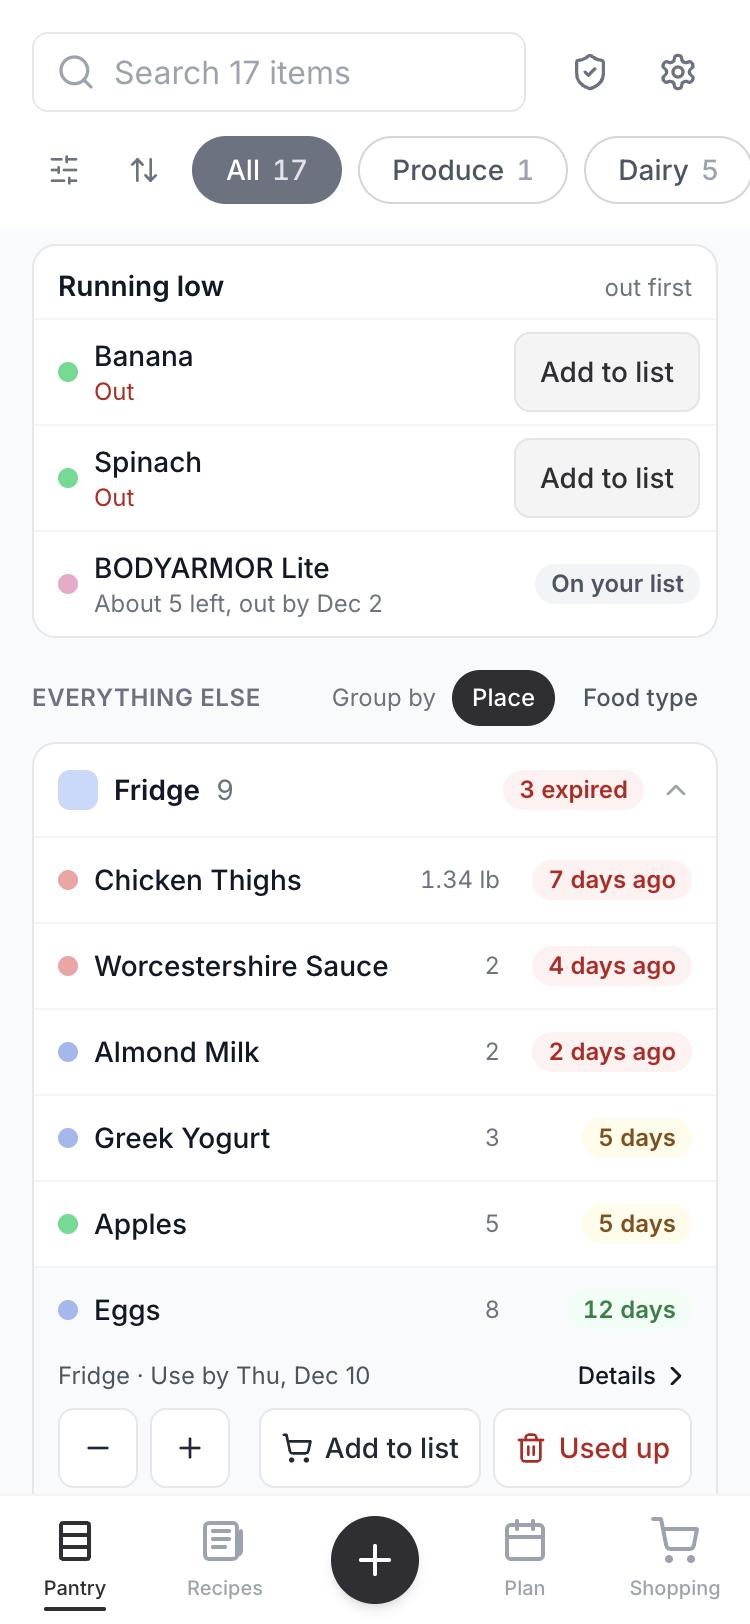 Search 17 items
All 17
Produce 1
Dairy 5
Running low
out first
Banana
Out
Add to list
Spinach
Out
Add to list
BODYARMOR Lite
About 5 left, out by Dec 2
On your list
EVERYTHING ELSE
Group by
Place
Food type
Fridge 9
3 expired
Chicken Thighs
1.34 lb
7 days ago
Worcestershire Sauce
2
4 days ago
Almond Milk
2
2 days ago
Greek Yogurt
3
5 days
Apples
5
5 days
Eggs
8
12 days
Fridge · Use by Thu, Dec 10
Details
Add to list
Used up
Pantry
Recipes
Plan
Shopping